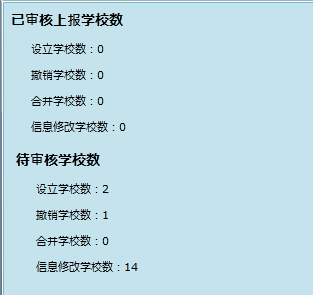 已审核上报学校数
设立学校数：0
撤销学校数：0
合并学校数：0
信息修改学校数：0
待审核学校数
设立学校数：2
撤销学校数：1
合并学校数：0
信息修改学校数：14